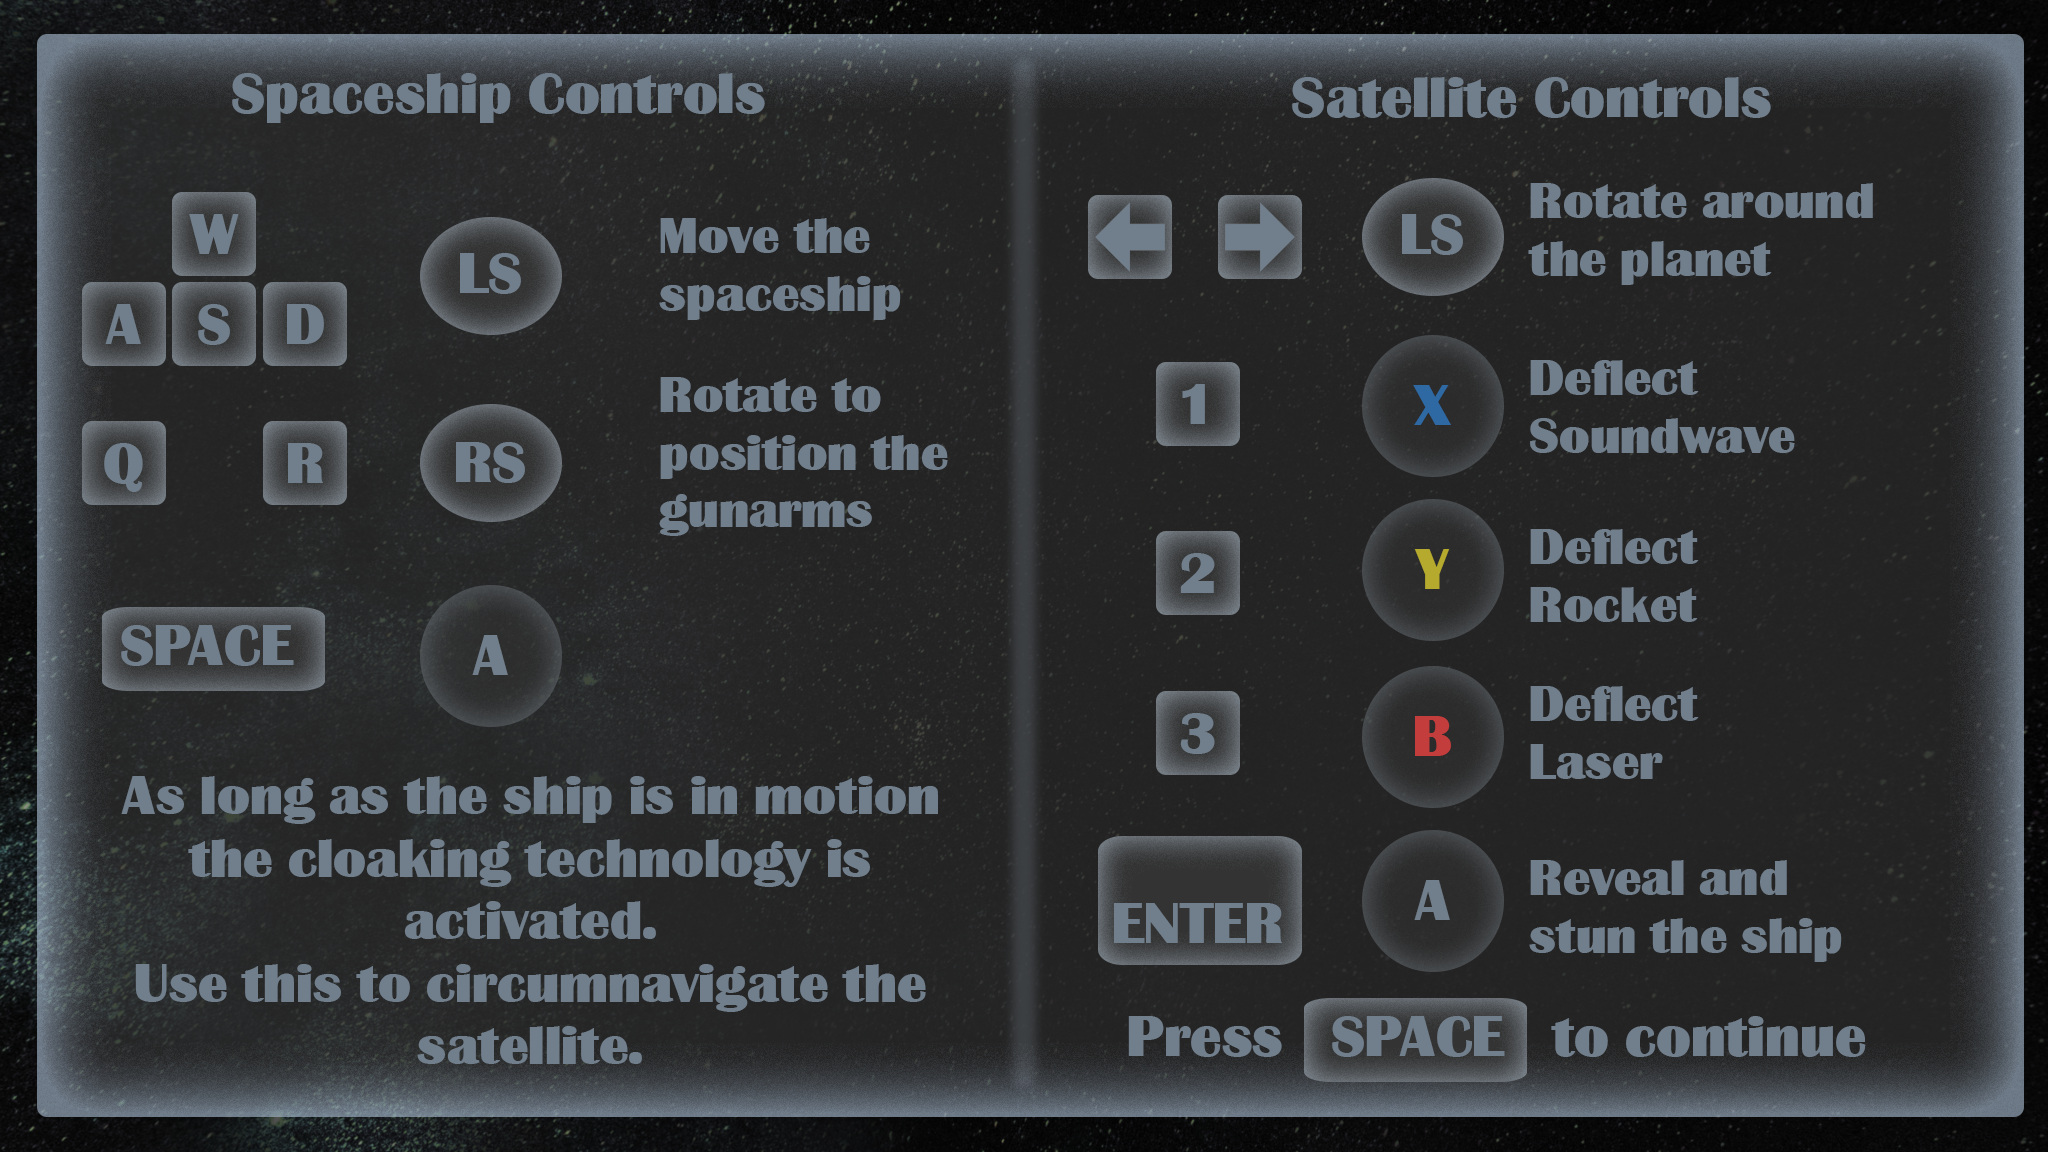 Spaceship Controls
W
A S D
LS
Move the
spaceship
Q R
RS
Rotate to
position the
gunarms
SPACE
A
As long as the ship is in motion
the cloaking technology is
activated.
Use this to circumnavigate the
satellite.
Satellite Controls
LS
Rotate around
the planet
1
X
Deflect
Soundwave
2
Y
Deflect
Rocket
3
B
Deflect
Laser
ENTER
A
Reveal and
stun the ship
Press SPACE to continue